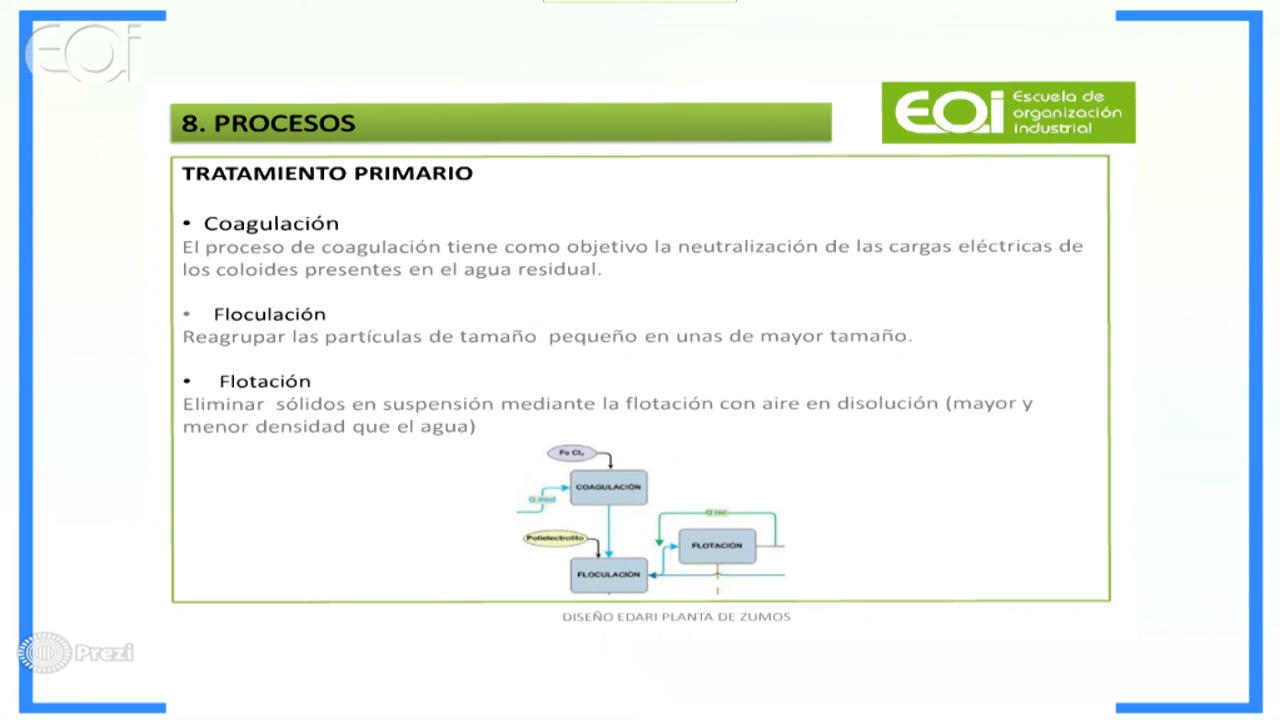 EOi
8. PROCESOS
EOi Escuela de
organización
industrial
TRATAMIENTO PRIMARIO
• Coagulación
El proceso de coagulación tiene como objetivo la neutralización de las cargas eléctricas de
los coloides presentes en el agua residual.
• Floculación
Reagrupar las partículas de tamaño pequeño en unas de mayor tamaño.
• Flotación
Eliminar sólidos en suspensión mediante la flotación con aire en disolución (mayor y
menor densidad que el agua)
Fe Cl₃
COAGULACIÓN
Q med
Q rec
Polielectrolito
FLOTACIÓN
FLOCULACIÓN
DISEÑO EDARI PLANTA DE ZUMOS
Prezi